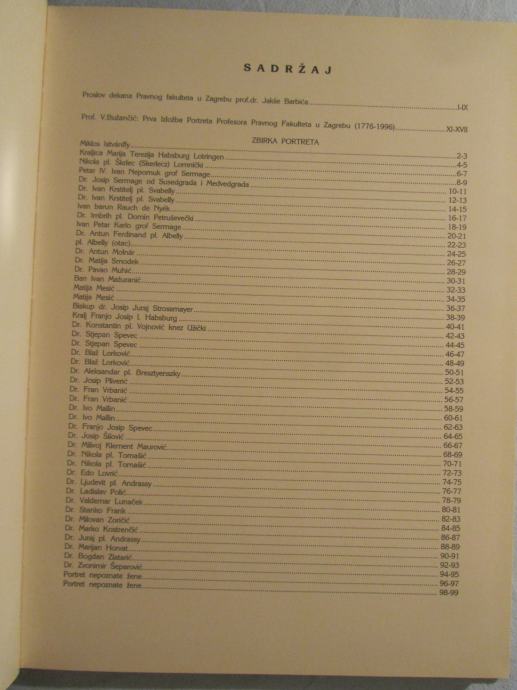 SADRŽAJ
Proslov dekana Pravnog fakulteta u Zagrebu prof.dr. Jakše Barbića I-IX
Prof. V.Bužančić: Prva Izložba Portreta Profesora Pravnog Fakulteta u Zagrebu (1776-1996) XI-XVII
ZBIRKA PORTRETA
Miklos Istvánffy 2-3
Kraljica Marija Terezija Habsburg Lotringen 4-5
Nikola pl. Škrlec (Skerlecz) Lomnički 6-7
Petar IV. Ivan Nepomuk grof Sermage 8-9
Dr. Josip Sermage od Susedgrada i Medvedgrada 10-11
Dr. Ivan Krstitelj pl. Svabelly 12-13
Dr. Ivan Krstitelj pl. Svabelly 14-15
Ivan barun Rauch de Nyék 16-17
Dr. Imbrih pl. Domin Petruševečki 18-19
Ivan Petar Karlo grof Sermage 20-21
Dr. Antun Ferdinand pl. Albelly 22-23
pl. Albelly (otac) 24-25
Dr. Antun Molnár 26-27
Dr. Matija Smodek 28-29
Dr. Pavao Muhić 30-31
Ban Ivan Mažuranić 32-33
Matija Mesić 34-35
Matija Mesić 36-37
Biskup dr. Josip Juraj Strossmayer 38-39
Kralj Franjo Josip I. Habsburg 40-41
Dr. Konstantin pl. Vojnović knez Užički 42-43
Dr. Stjepan Spevec 44-45
Dr. Stjepan Spevec 46-47
Dr. Blaž Lorković 48-49
Dr. Blaž Lorković 50-51
Dr. Aleksandar pl. Bresztyenszky 52-53
Dr. Josip Pliverić 54-55
Dr. Fran Vrbanić 56-57
Dr. Fran Vrbanić 58-59
Dr. Ivo Mallin 60-61
Dr. Ivo Mallin 62-63
Dr. Franjo Josip Spevec 64-65
Dr. Josip Šilović 66-67
Dr. Milivoj Klement Maurović 68-69
Dr. Nikola pl. Tomašić 70-71
Dr. Nikola pl. Tomašić 72-73
Dr. Edo Lovrić 74-75
Dr. Ljudevit pl. Andrassy 76-77
Dr. Ladislav Polić 78-79
Dr. Valdemar Lunaček 80-81
Dr. Stanko Frank 82-83
Dr. Milovan Zoričić 84-85
Dr. Marko Kostrenčić 86-87
Dr. Juraj pl. Andrassy 88-89
Dr. Marijan Horvat 90-91
Dr. Bogdan Zlatarić 92-93
Dr. Zvonimir Šeparović 94-95
Portret nepoznate žene 96-97
Portret nepoznate žene 98-99